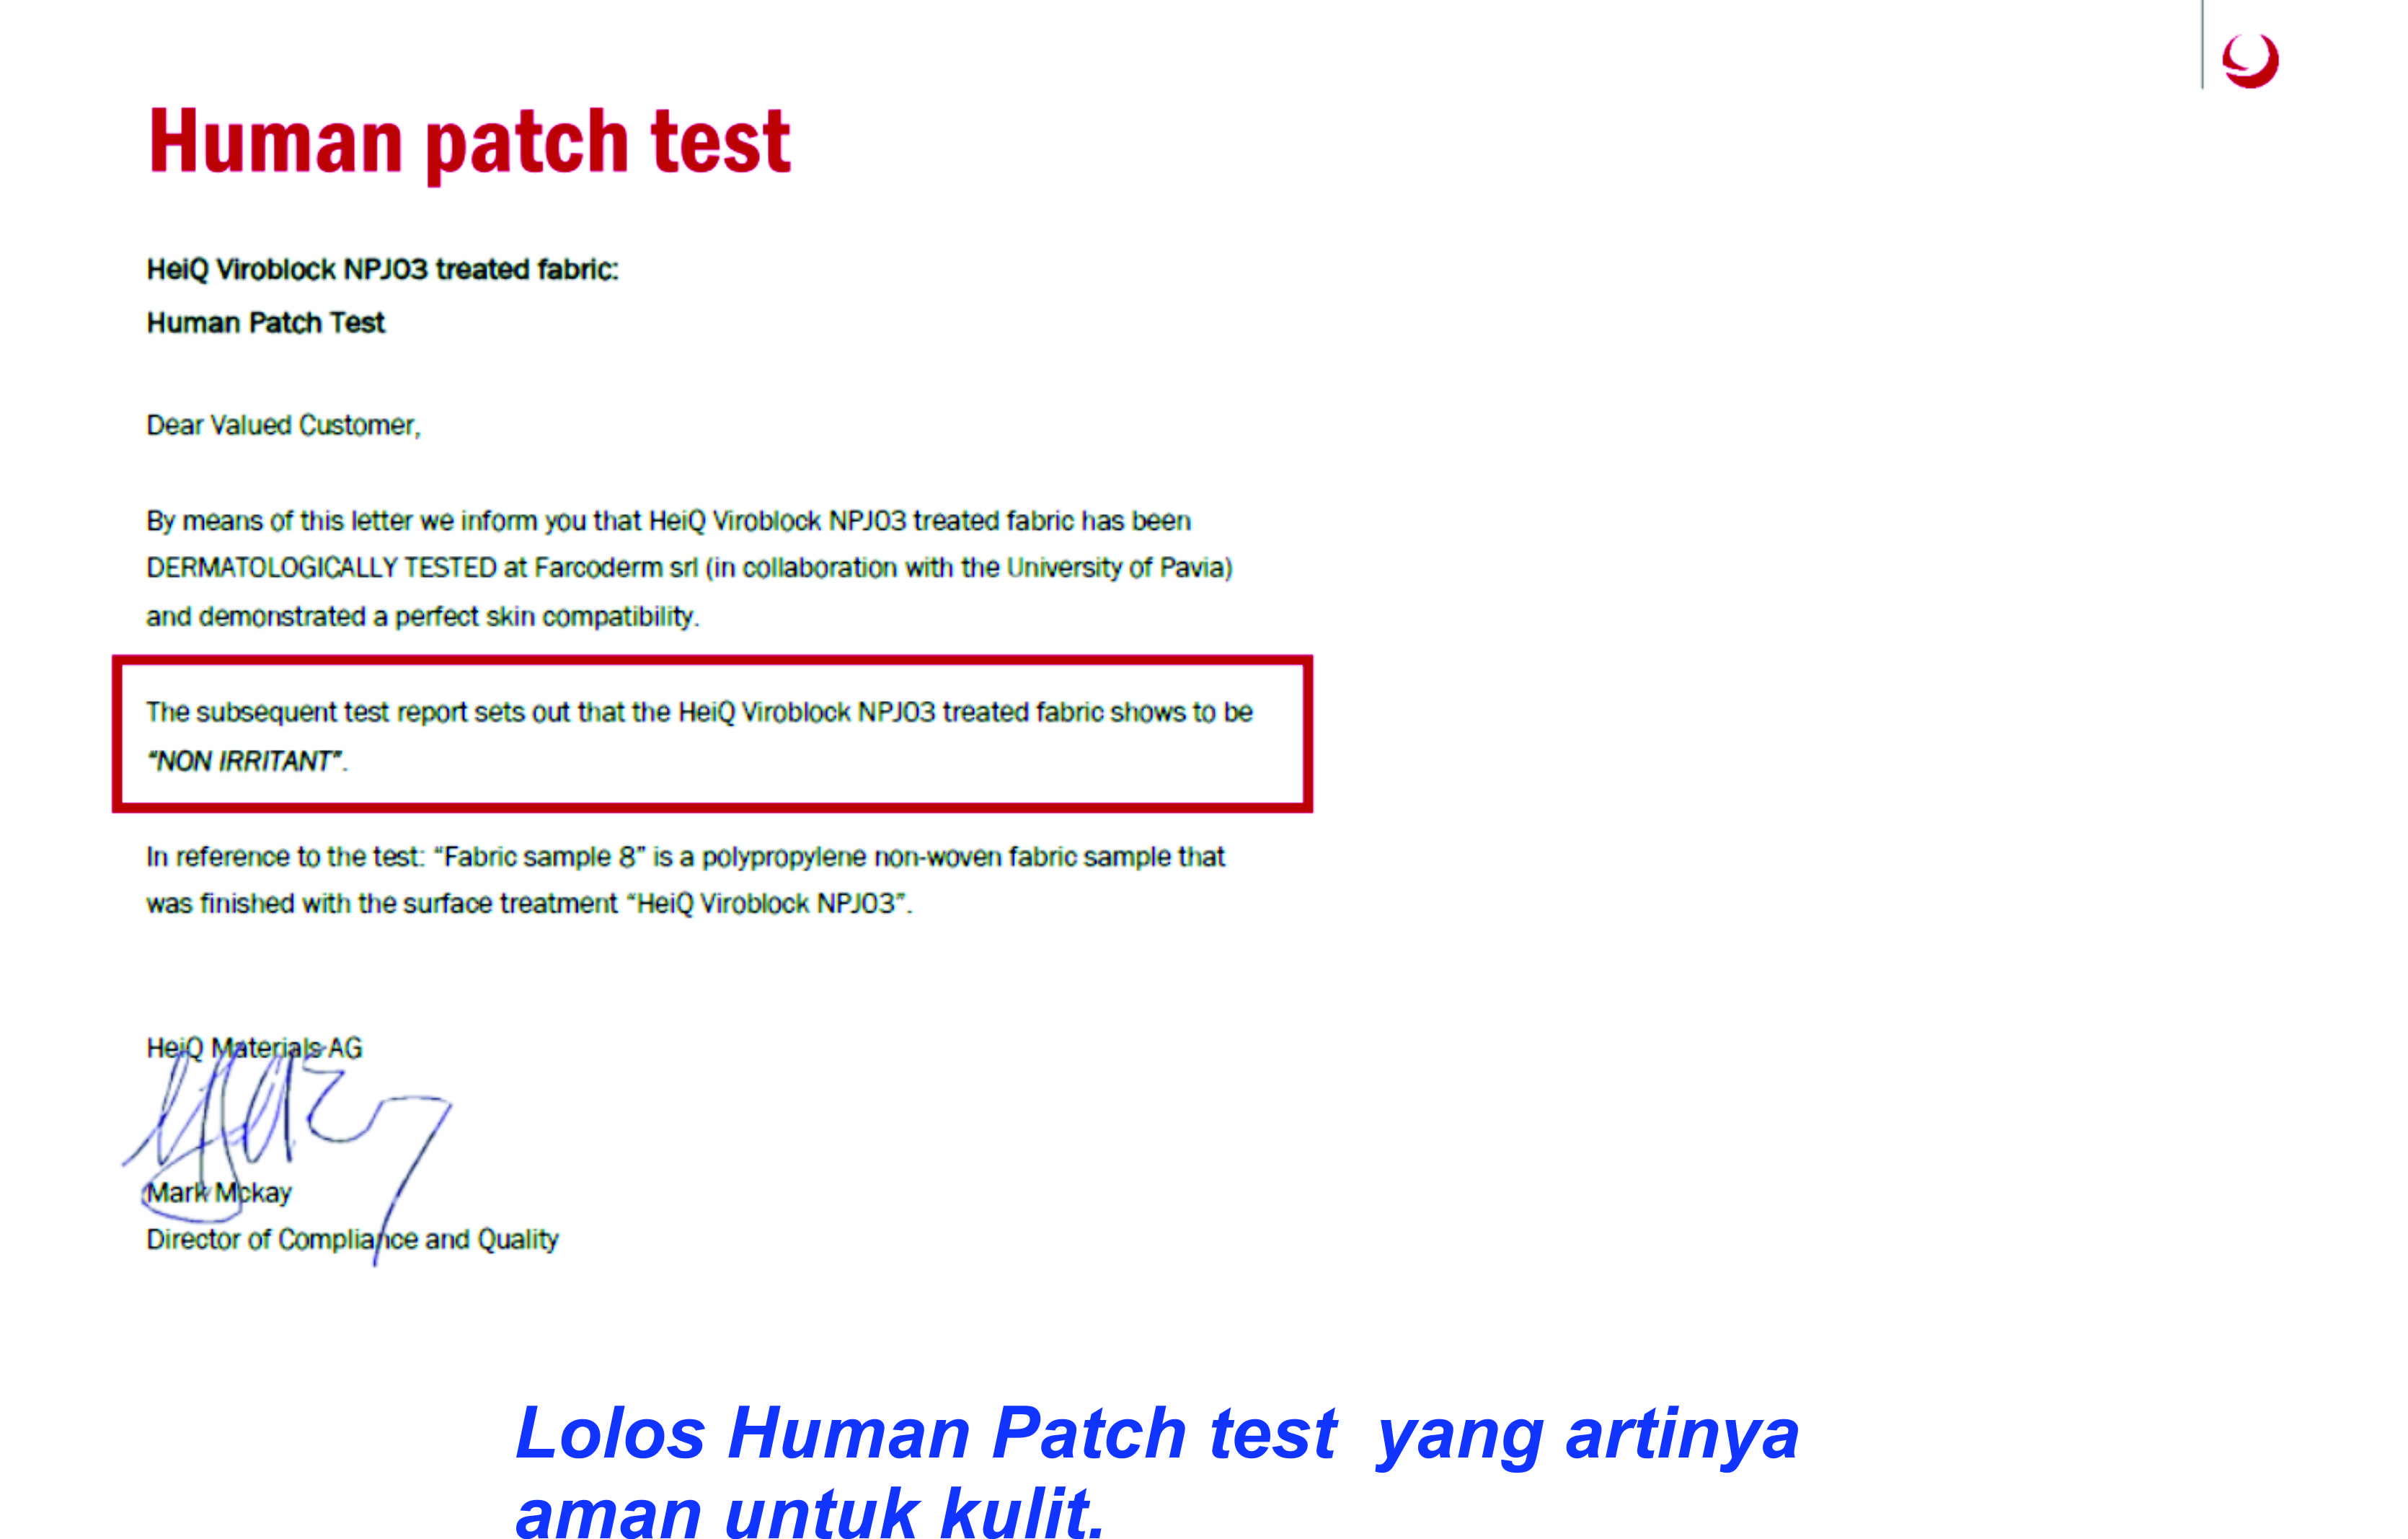 Human patch test
HeiQ Viroblock NPJ03 treated fabric:
Human Patch Test
Dear Valued Customer,
By means of this letter we inform you that HeiQ Viroblock NPJ03 treated fabric has been
DERMATOLOGICALLY TESTED at Farcoderm srl (in collaboration with the University of Pavia)
and demonstrated a perfect skin compatibility.
The subsequent test report sets out that the HeiQ Viroblock NPJ03 treated fabric shows to be
“NON IRRITANT”.
In reference to the test: “Fabric sample 8” is a polypropylene non-woven fabric sample that
was finished with the surface treatment “HeiQ Viroblock NPJ03”.
HeiQ Materials AG
Mark Mckay
Director of Compliance and Quality
Lolos Human Patch test yang artinya
aman untuk kulit.